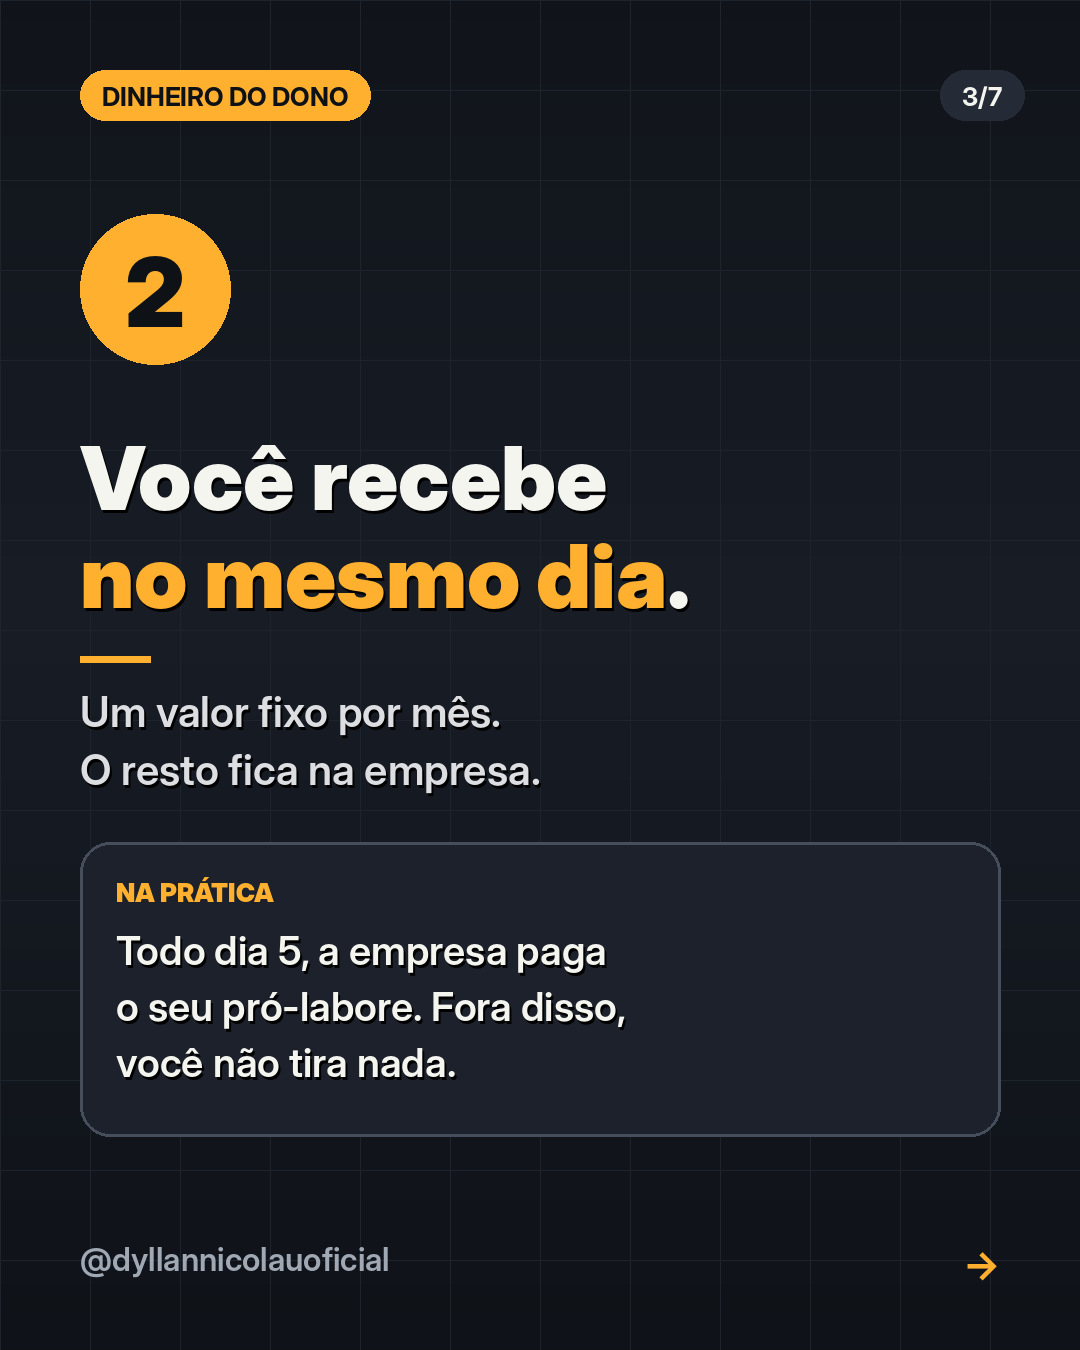 DINHEIRO DO DONO
3/7
2
Você recebe
no mesmo dia.
Um valor fixo por mês.
O resto fica na empresa.
NA PRÁTICA
Todo dia 5, a empresa paga
o seu pró-labore. Fora disso,
você não tira nada.
@dyllannicolauoficial
→